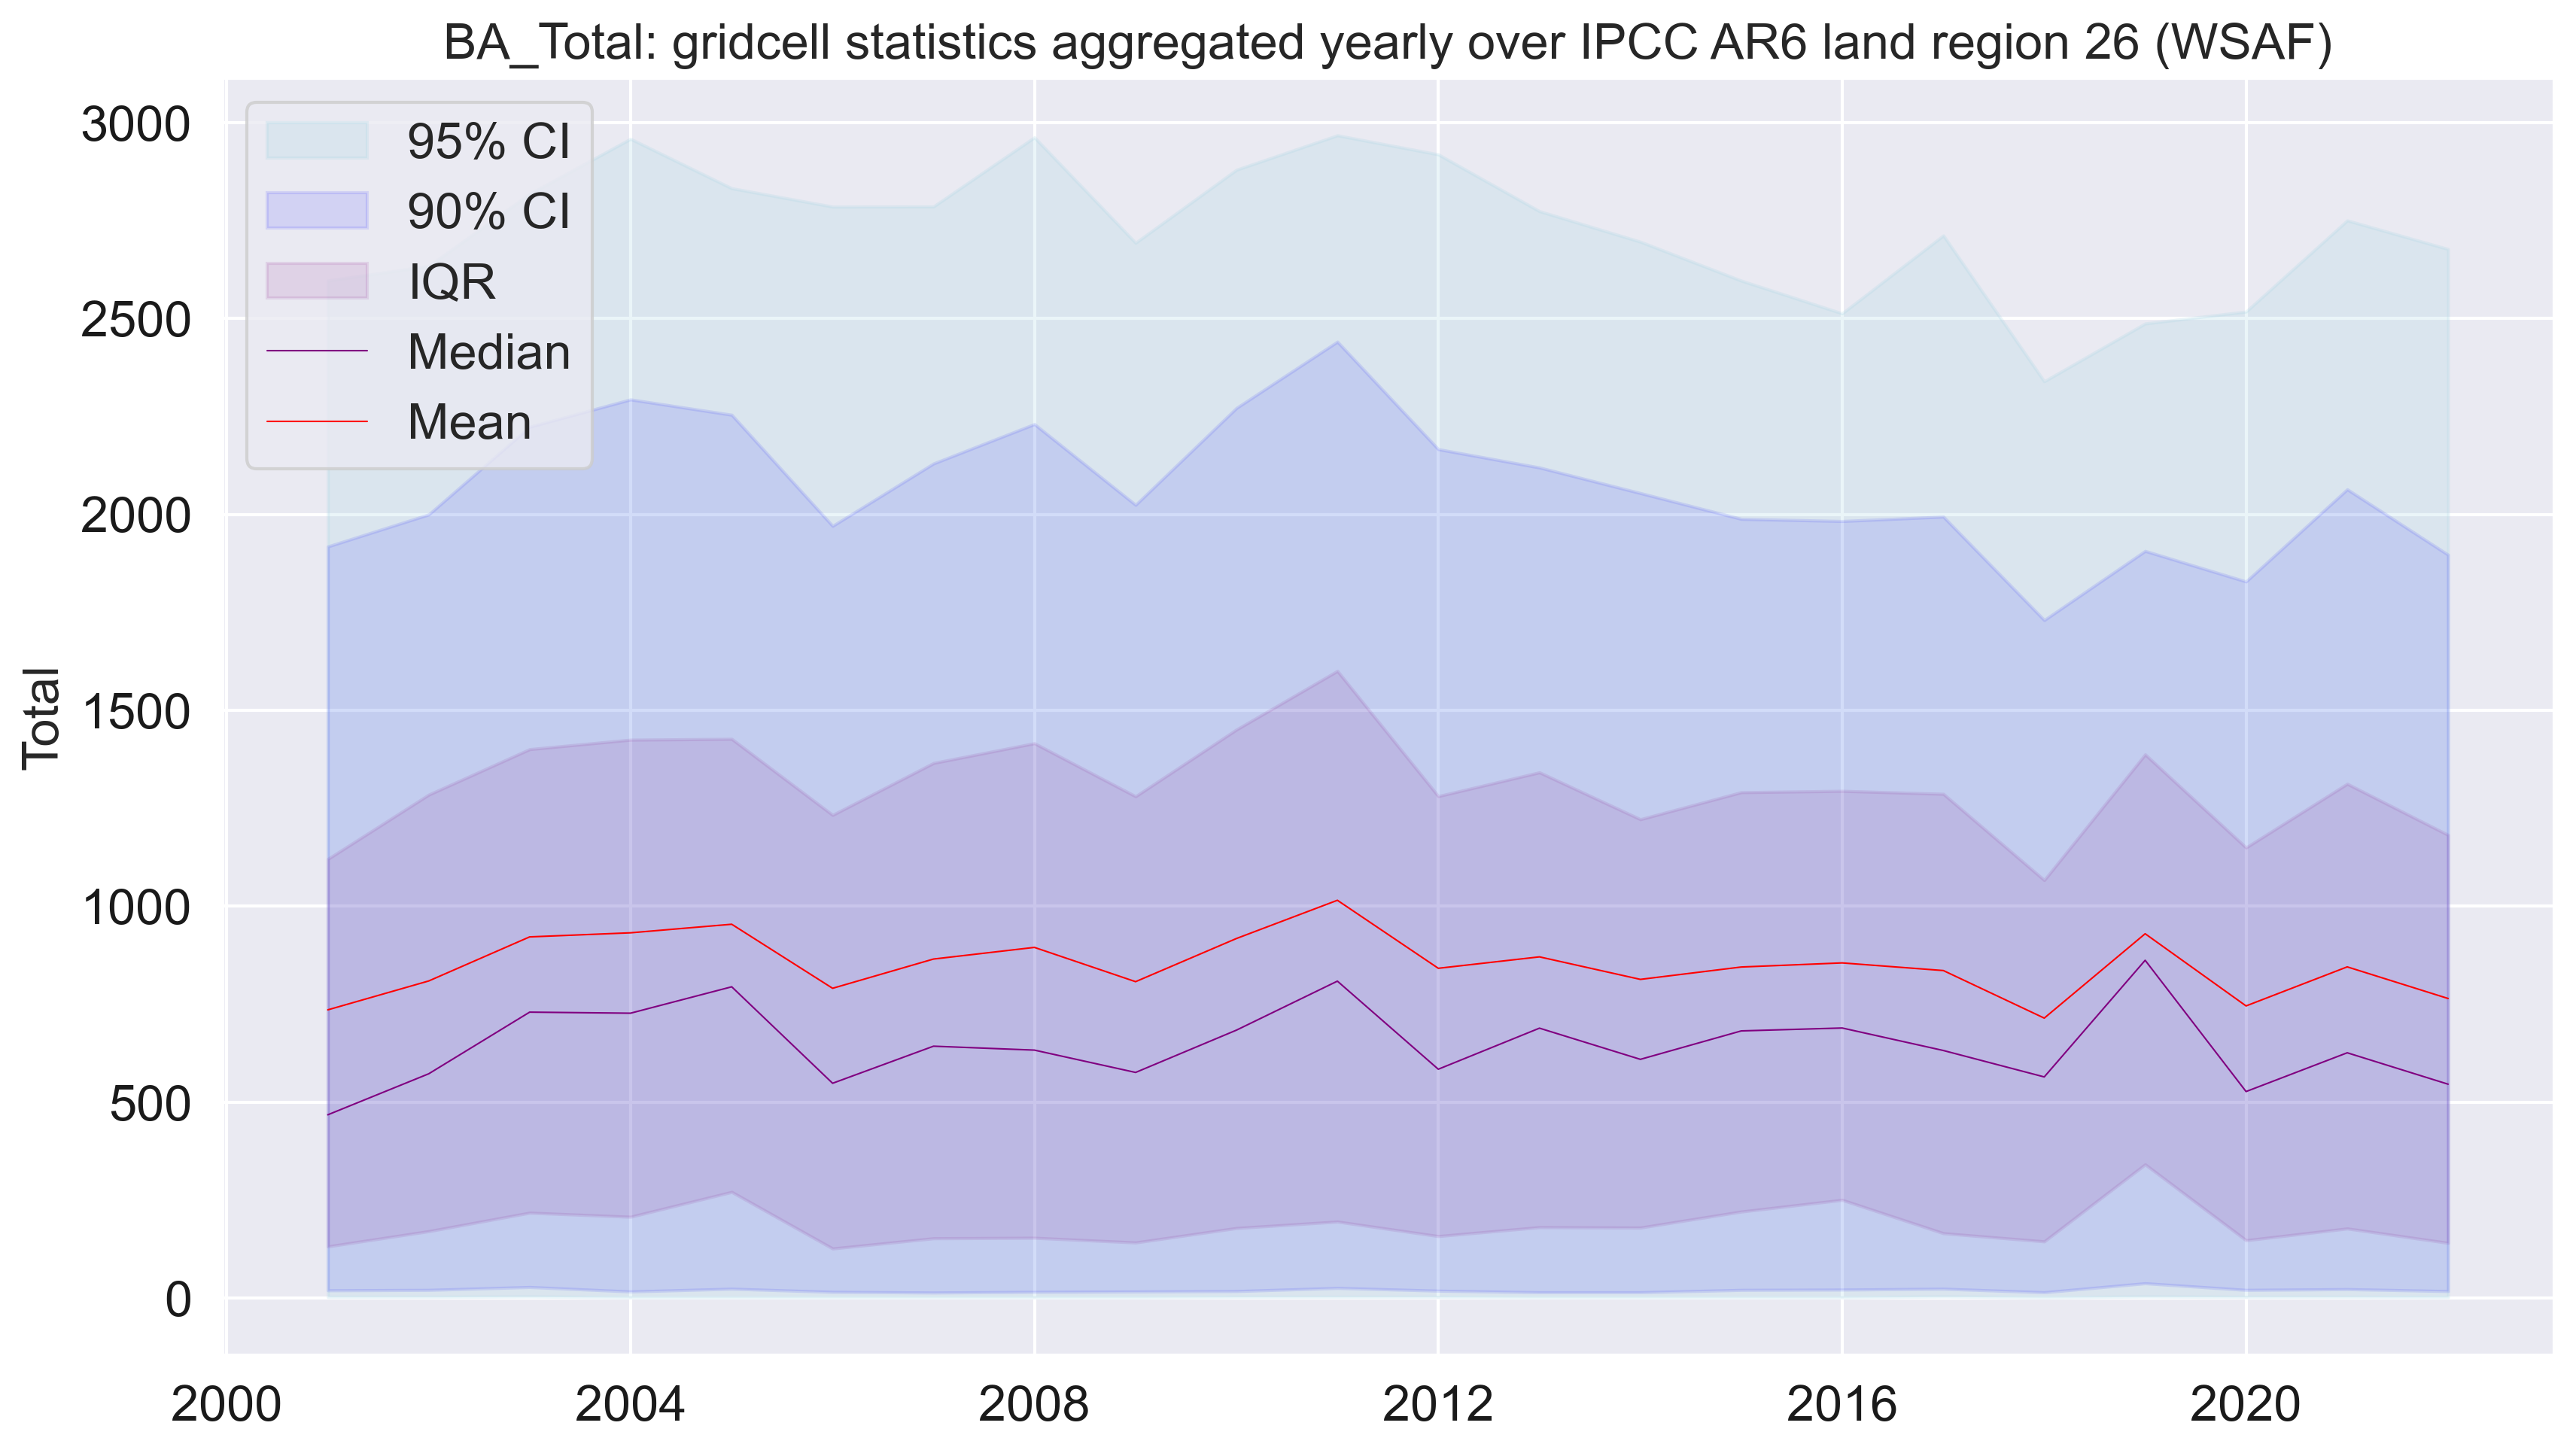 BA_Total: gridcell statistics aggregated yearly over IPCC AR6 land region 26 (WSAF)
95% CI
90% CI
IQR
Median
Mean
Total
3000
2500
2000
1500
1000
500
0
2000 2004 2008 2012 2016 2020